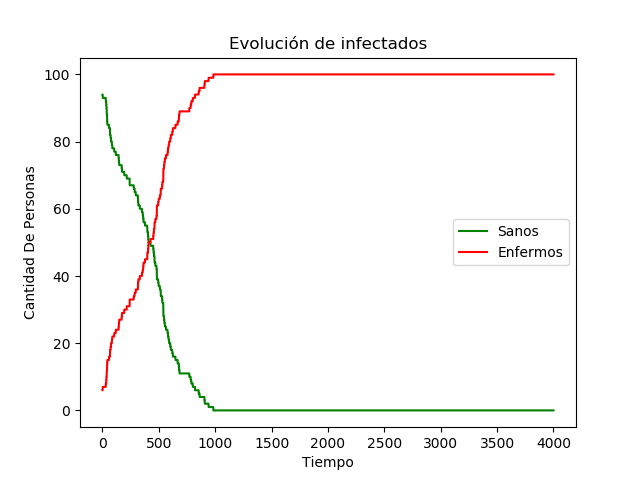 Evolución de infectados
100
80
60
40
20
0
Cantidad De Personas
Sanos
Enfermos
0 500 1000 1500 2000 2500 3000 3500 4000
Tiempo